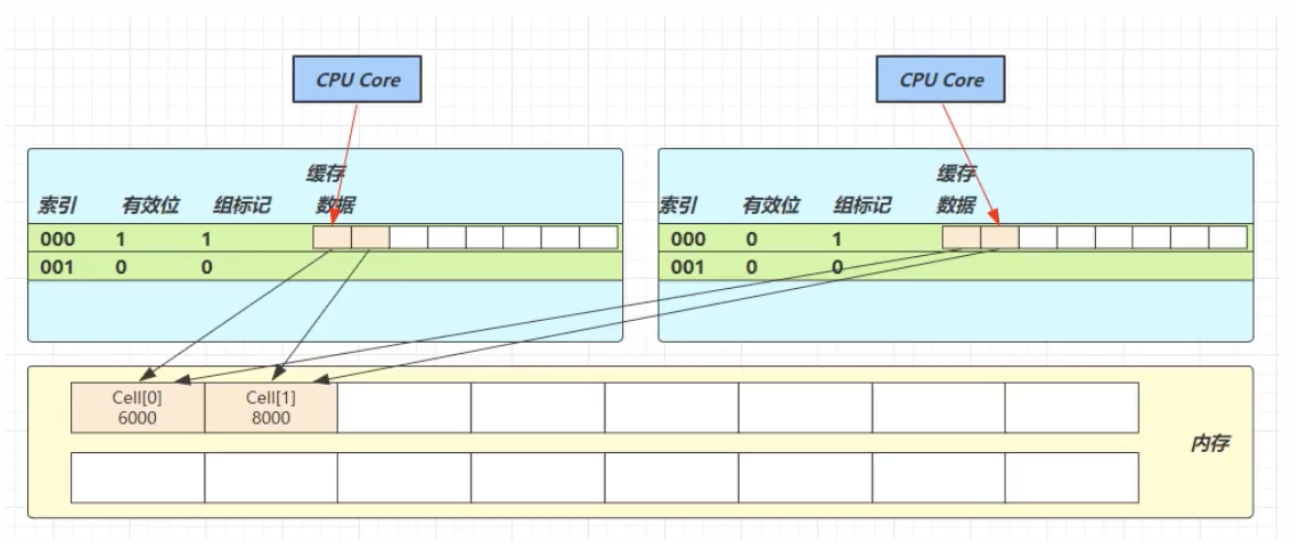 CPU Core
CPU Core
缓存
索引 有效位 组标记 数据
000 1 1
001 0 0
缓存
索引 有效位 组标记 数据
000 0 1
001 0 0
Cell[0]
6000
Cell[1]
8000
内存